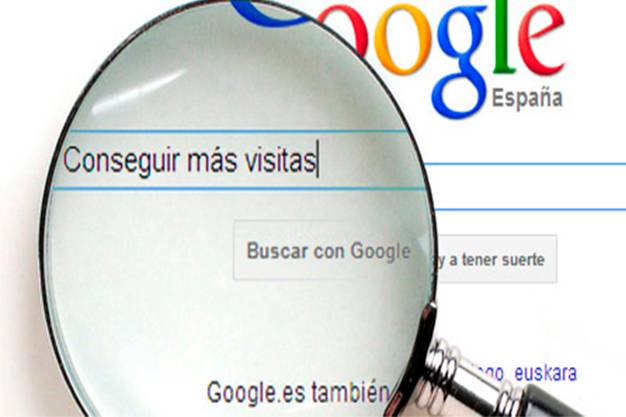 Google
España
Conseguir más visitas
Buscar con Google
y a tener suerte
Google.es también
euskara